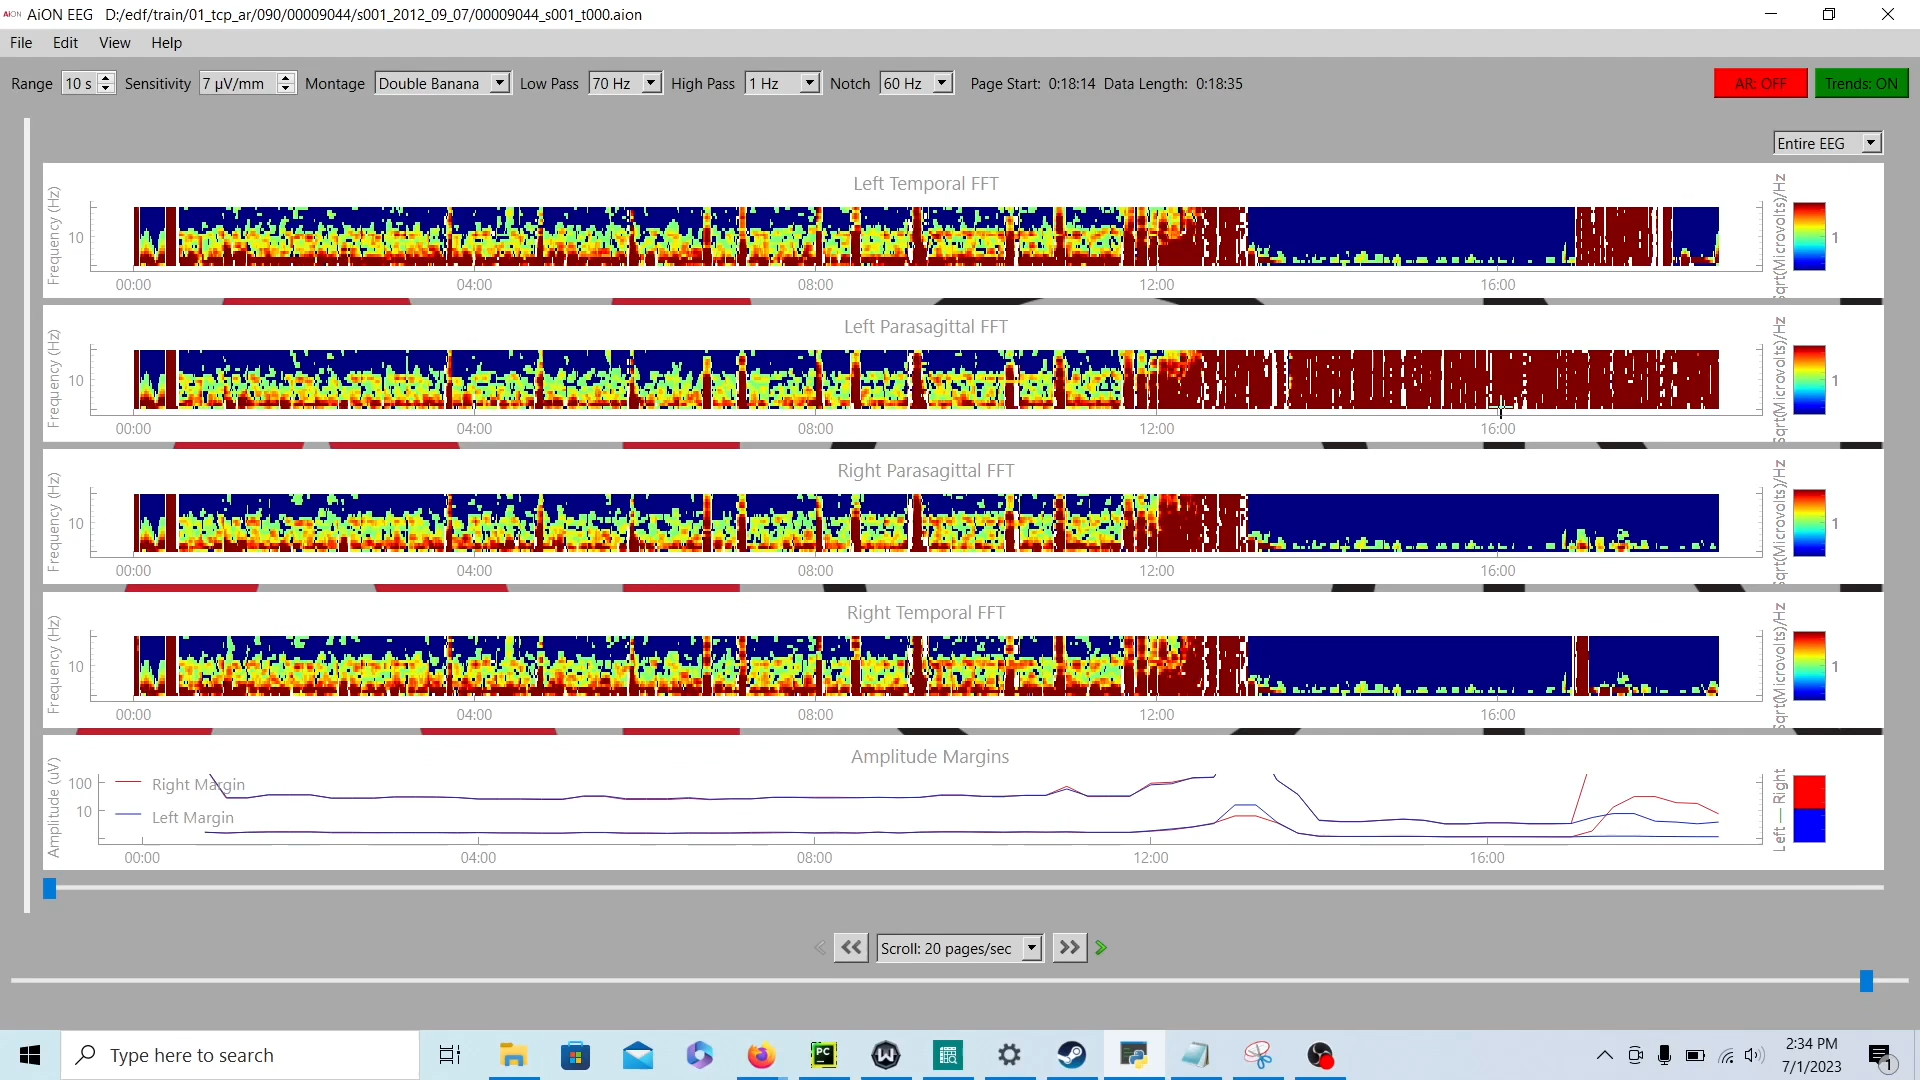 AiON EEG D:/edf/train/01_tcp_ar/090/00009044/s001_2012_09_07/00009044_s001_t000.aion
File Edit View Help
Range 10 s Sensitivity 7 µV/mm Montage Double Banana Low Pass 70 Hz High Pass 1 Hz Notch 60 Hz Page Start: 0:18:14 Data Length: 0:18:35 AR: OFF Trends: ON
Entire EEG
Left Temporal FFT
Frequency (Hz)
10
00:00 04:00 08:00 12:00 16:00
Sqrt(Microvolts)/Hz
1
Left Parasagittal FFT
Frequency (Hz)
10
00:00 04:00 08:00 12:00 16:00
Sqrt(Microvolts)/Hz
1
Right Parasagittal FFT
Frequency (Hz)
10
00:00 04:00 08:00 12:00 16:00
Sqrt(Microvolts)/Hz
1
Right Temporal FFT
Frequency (Hz)
10
00:00 04:00 08:00 12:00 16:00
Sqrt(Microvolts)/Hz
1
Amplitude Margins
Amplitude (uV)
100
10
Right Margin
Left Margin
00:00 04:00 08:00 12:00 16:00
Left — Right
Scroll: 20 pages/sec
Type here to search
PC
2:34 PM
7/1/2023
1